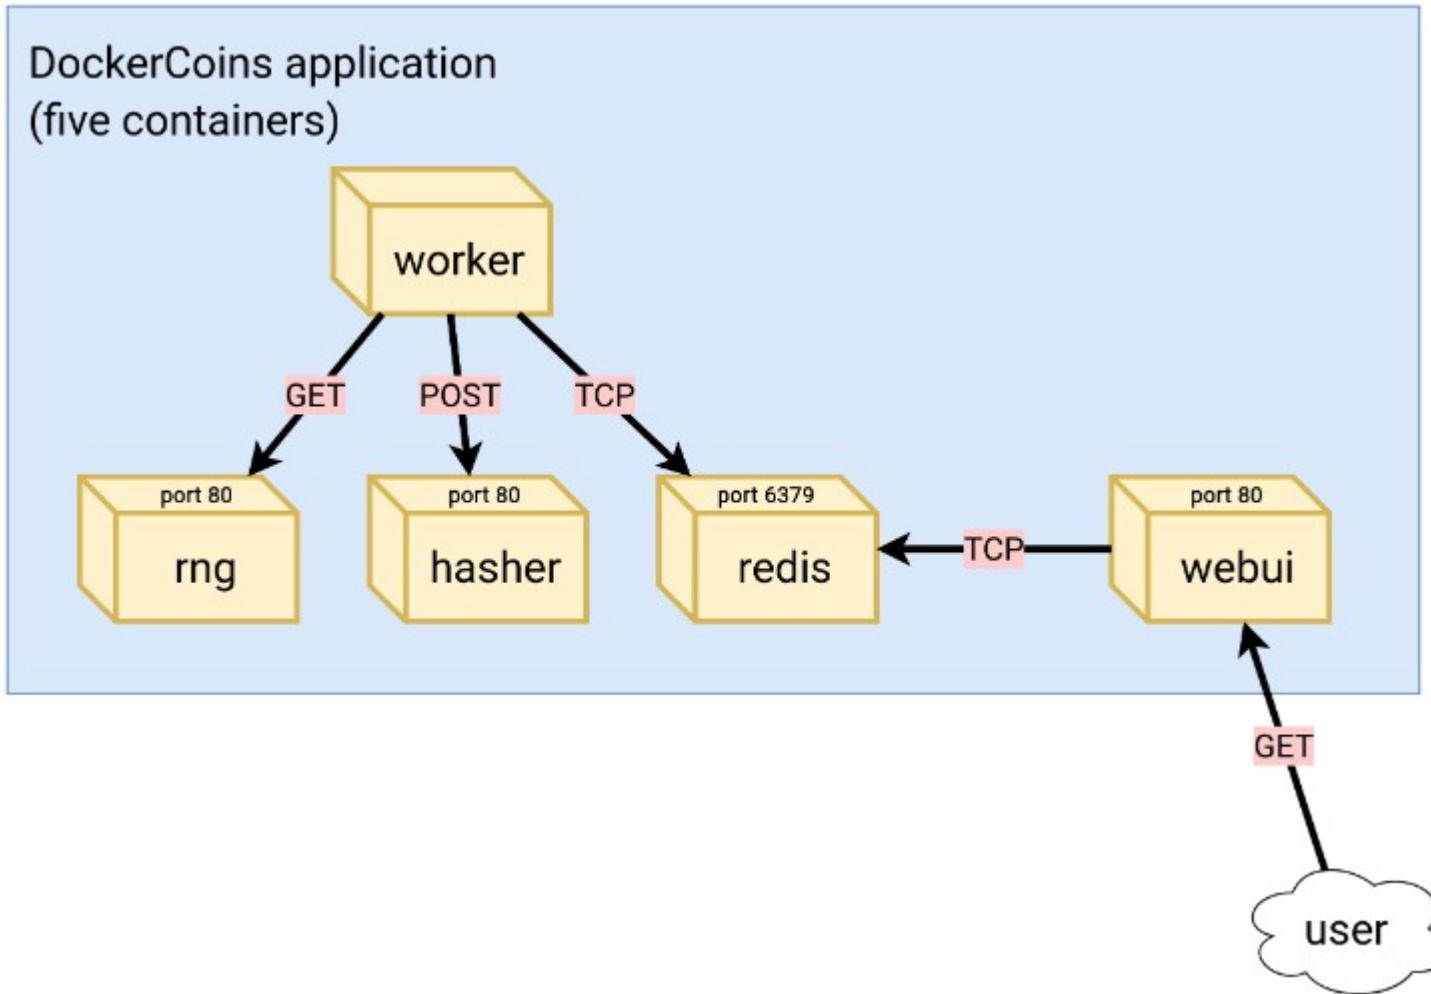 DockerCoins application
(five containers)
worker
GET
POST
TCP
port 80
rng
port 80
hasher
port 6379
redis
TCP
port 80
webui
GET
user